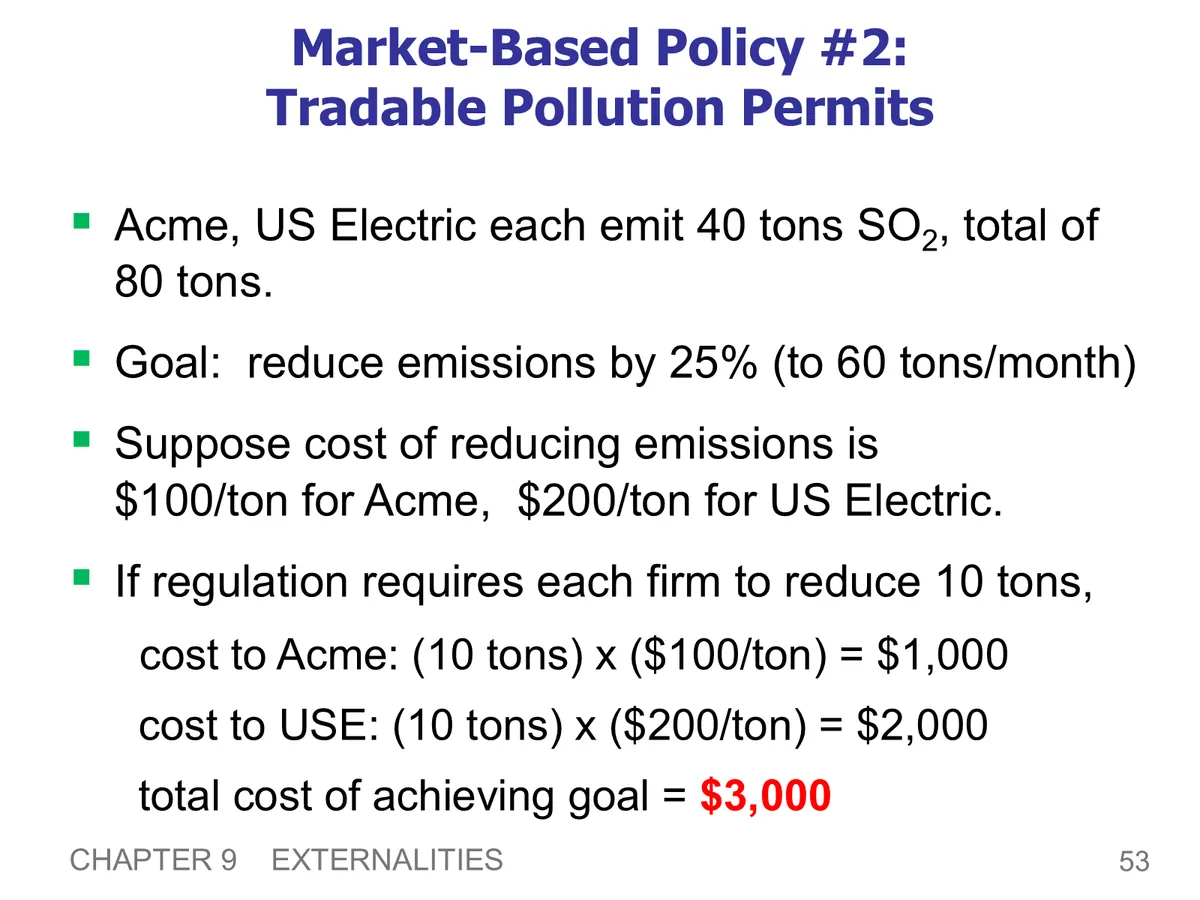 Market-Based Policy #2:
Tradable Pollution Permits
▪ Acme, US Electric each emit 40 tons SO₂, total of
80 tons.
▪ Goal:  reduce emissions by 25% (to 60 tons/month)
▪ Suppose cost of reducing emissions is
$100/ton for Acme,  $200/ton for US Electric.
▪ If regulation requires each firm to reduce 10 tons,
cost to Acme: (10 tons) x ($100/ton) = $1,000
cost to USE: (10 tons) x ($200/ton) = $2,000
total cost of achieving goal = $3,000
CHAPTER 9    EXTERNALITIES
53